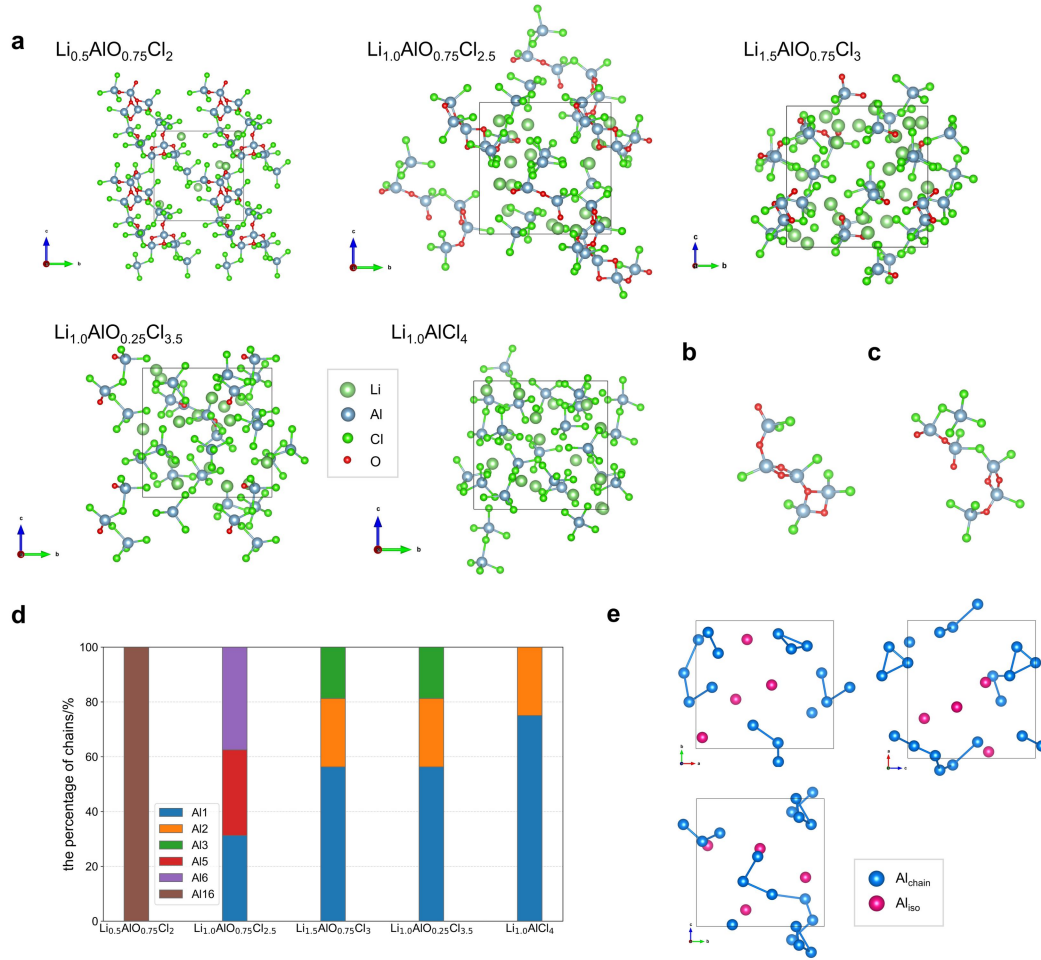 a
Li0.5AlO0.75Cl2
Li1.0AlO0.75Cl2.5
Li1.5AlO0.75Cl3
c
b
c
b
c
b
Li1.0AlO0.25Cl3.5
Li1.0AlCl4
b
c
Li
Al
Cl
O
c
b
c
b
d
e
the percentage of chains/%
100
80
60
40
20
0
Al1
Al2
Al3
Al5
Al6
Al16
Li0.5AlO0.75Cl2
Li1.0AlO0.75Cl2.5
Li1.5AlO0.75Cl3
Li1.0AlO0.25Cl3.5
Li1.0AlCl4
b
a
a
c
c
b
Alchain
Aliso